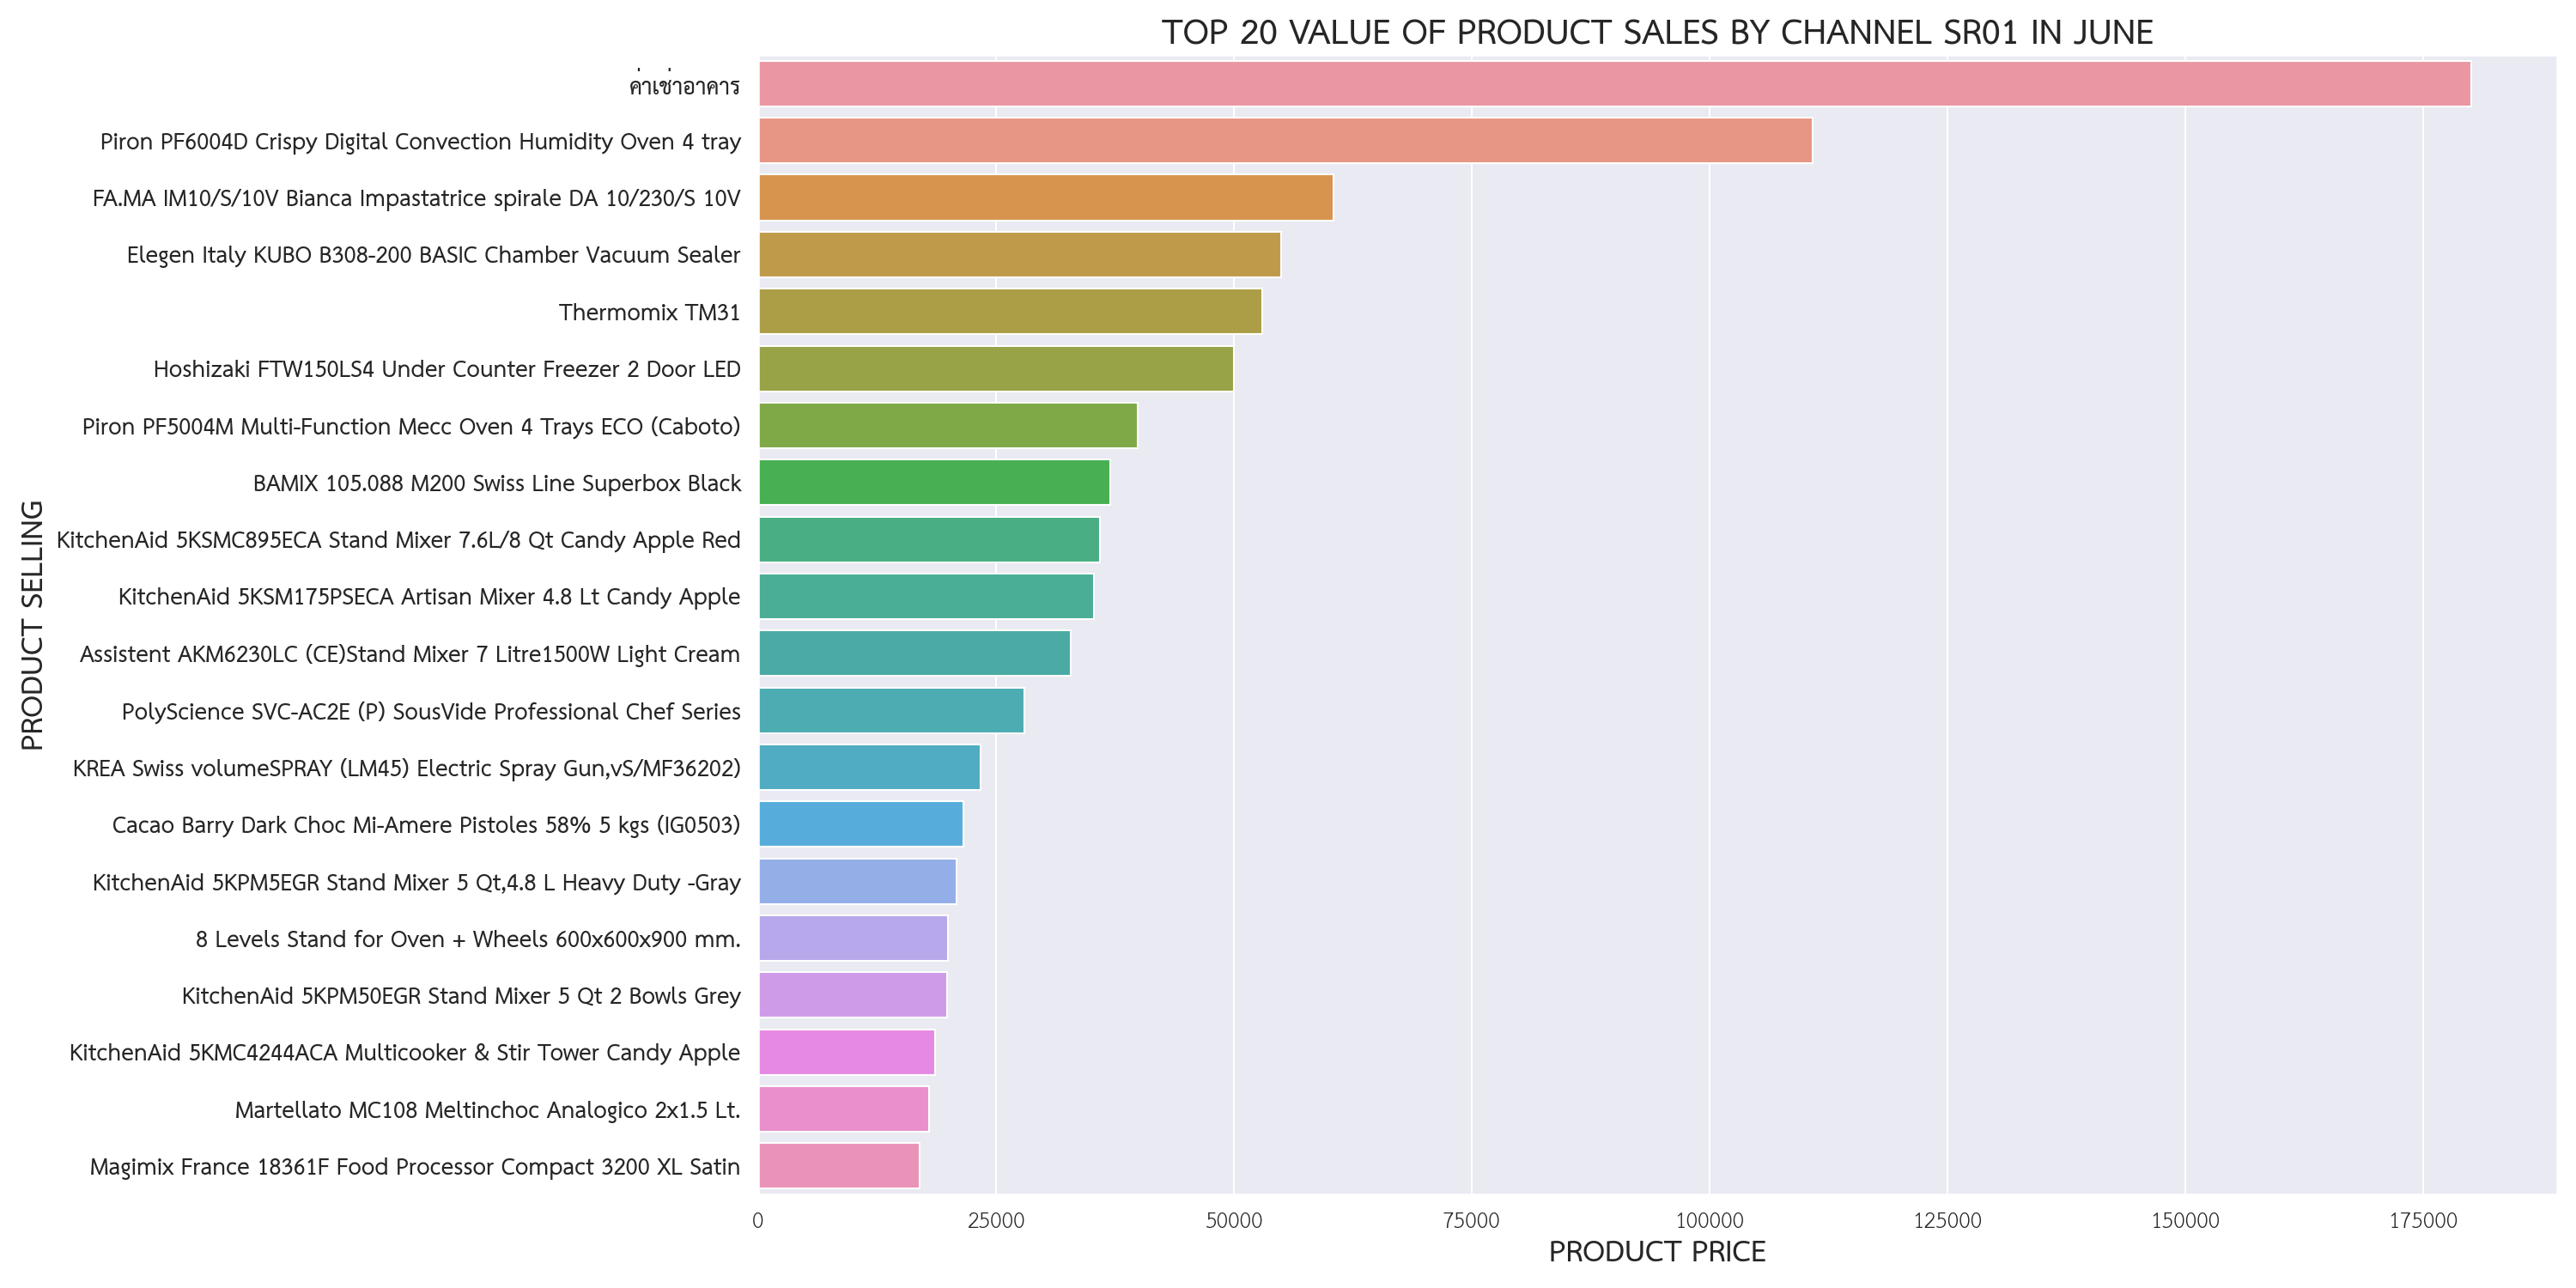 TOP 20 VALUE OF PRODUCT SALES BY CHANNEL SR01 IN JUNE
PRODUCT SELLING
ค่าเช่าอาคาร
Piron PF6004D Crispy Digital Convection Humidity Oven 4 tray
FA.MA IM10/S/10V Bianca Impastatrice spirale DA 10/230/S 10V
Elegen Italy KUBO B308-200 BASIC Chamber Vacuum Sealer
Thermomix TM31
Hoshizaki FTW150LS4 Under Counter Freezer 2 Door LED
Piron PF5004M Multi-Function Mecc Oven 4 Trays ECO (Caboto)
BAMIX 105.088 M200 Swiss Line Superbox Black
KitchenAid 5KSMC895ECA Stand Mixer 7.6L/8 Qt Candy Apple Red
KitchenAid 5KSM175PSECA Artisan Mixer 4.8 Lt Candy Apple
Assistent AKM6230LC (CE)Stand Mixer 7 Litre1500W Light Cream
PolyScience SVC-AC2E (P) SousVide Professional Chef Series
KREA Swiss volumeSPRAY (LM45) Electric Spray Gun,vS/MF36202)
Cacao Barry Dark Choc Mi-Amere Pistoles 58% 5 kgs (IG0503)
KitchenAid 5KPM5EGR Stand Mixer 5 Qt,4.8 L Heavy Duty -Gray
8 Levels Stand for Oven + Wheels 600x600x900 mm.
KitchenAid 5KPM50EGR Stand Mixer 5 Qt 2 Bowls Grey
KitchenAid 5KMC4244ACA Multicooker & Stir Tower Candy Apple
Martellato MC108 Meltinchoc Analogico 2x1.5 Lt.
Magimix France 18361F Food Processor Compact 3200 XL Satin
0 25000 50000 75000 100000 125000 150000 175000
PRODUCT PRICE